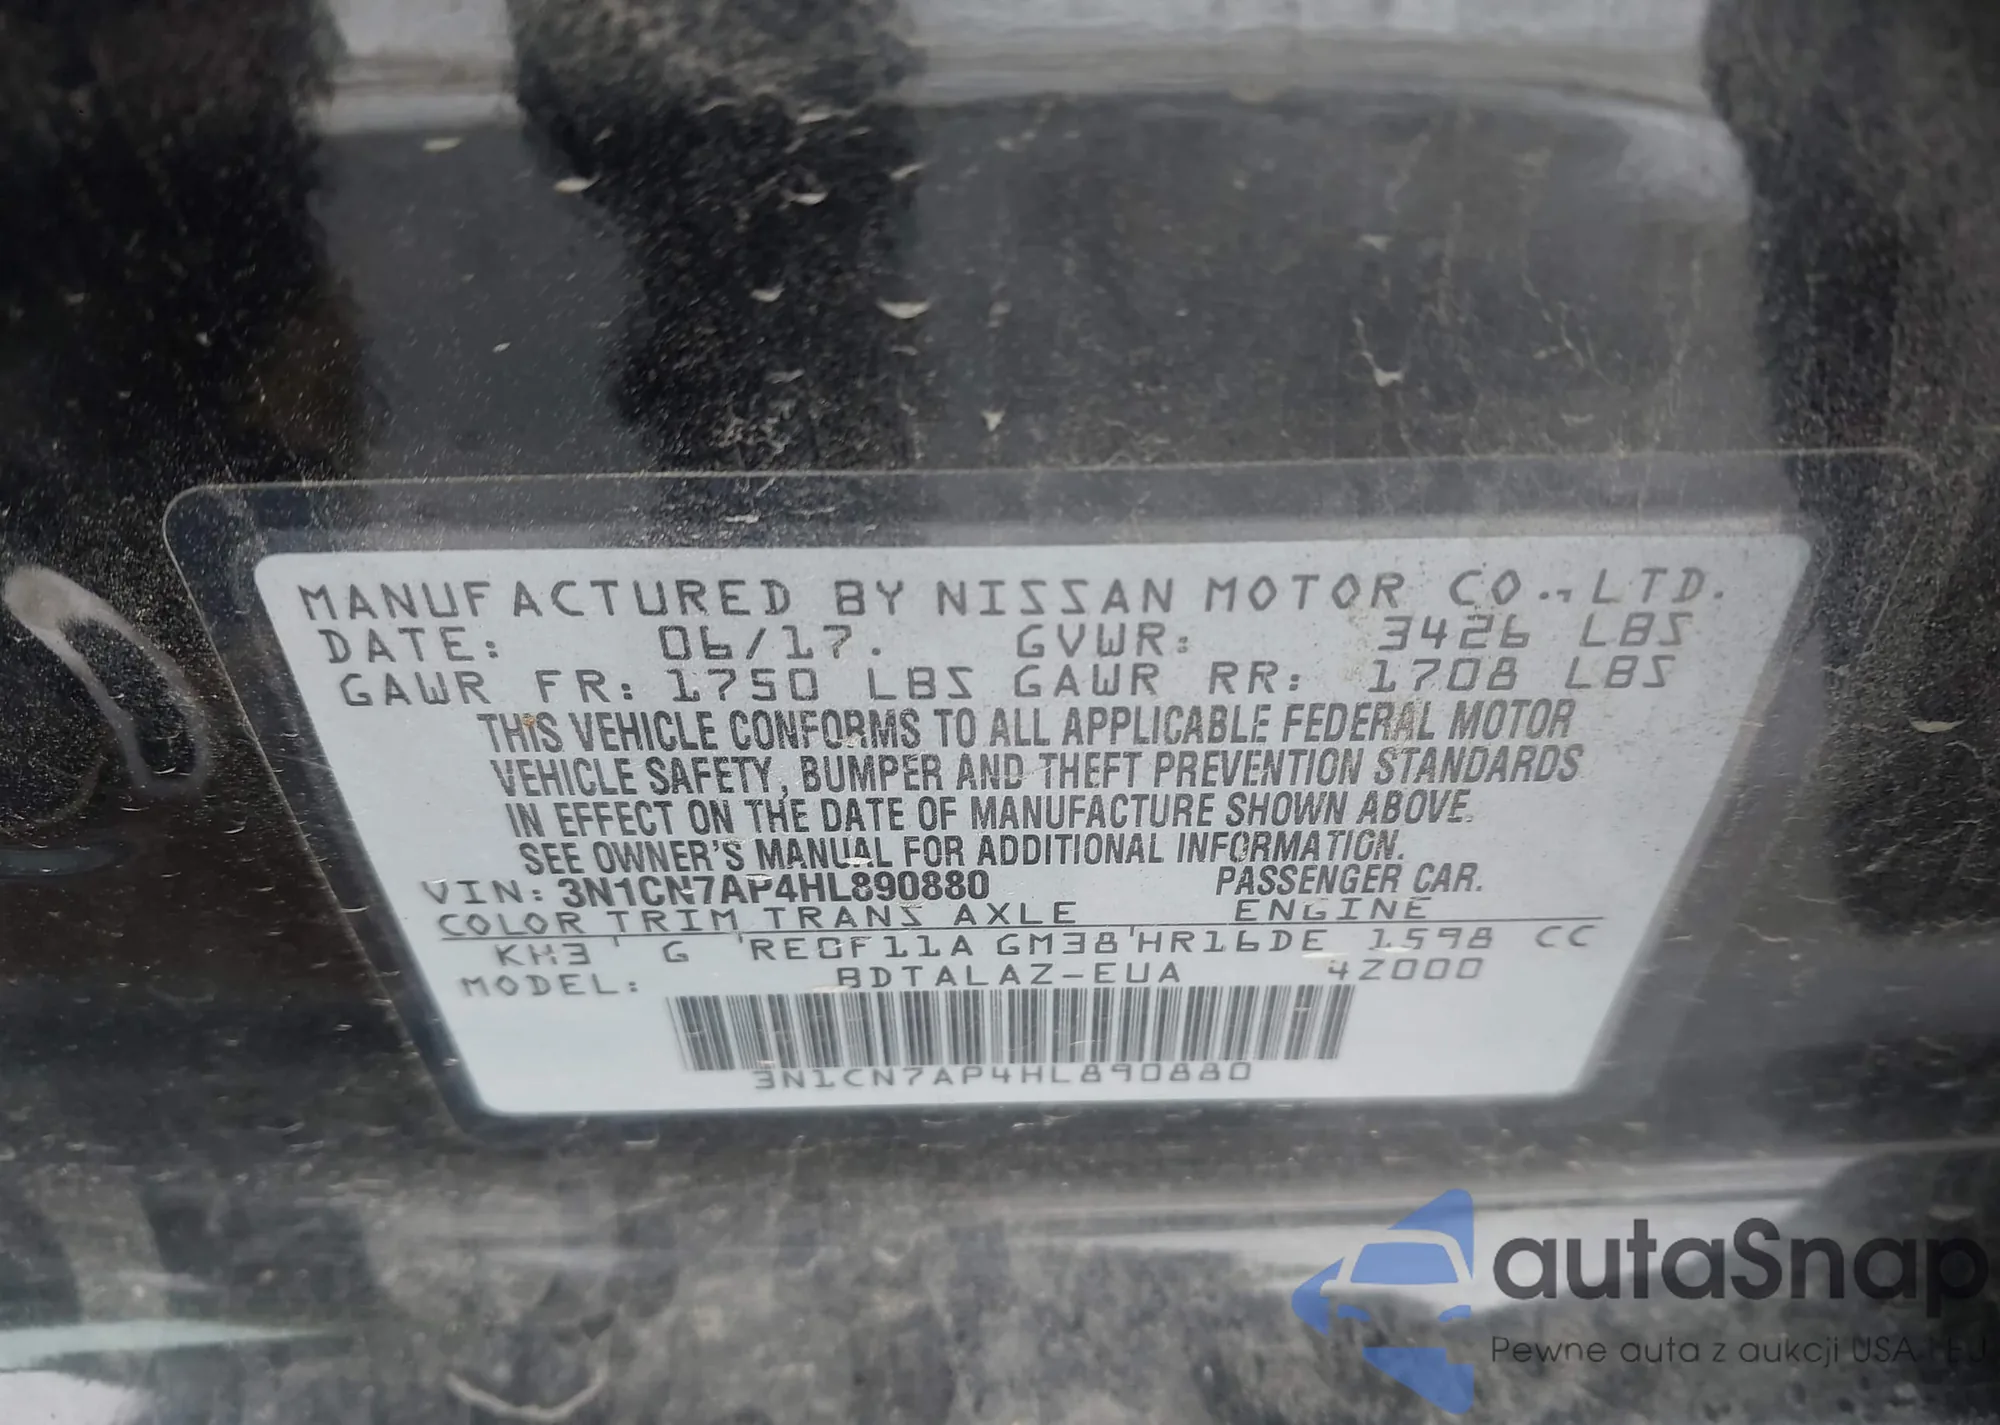 MANUFACTURED BY NISSAN MOTOR CO., LTD.
DATE: 06/17. GVWR: 3426 LBS
GAWR FR: 1750 LBS GAWR RR: 1708 LBS
THIS VEHICLE CONFORMS TO ALL APPLICABLE FEDERAL MOTOR
VEHICLE SAFETY, BUMPER AND THEFT PREVENTION STANDARDS
IN EFFECT ON THE DATE OF MANUFACTURE SHOWN ABOVE.
SEE OWNER'S MANUAL FOR ADDITIONAL INFORMATION.
VIN: 3N1CN7AP4HL890880 PASSENGER CAR.
COLOR TRIM TRANS AXLE ENGINE
KH3 G RE0F11A GM38 HR16DE 1598 CC
MODEL: BDTALAZ-EUA 4Z000
3N1CN7AP4HL890880
autaSnap
Pewne auta z aukcji USA i EU